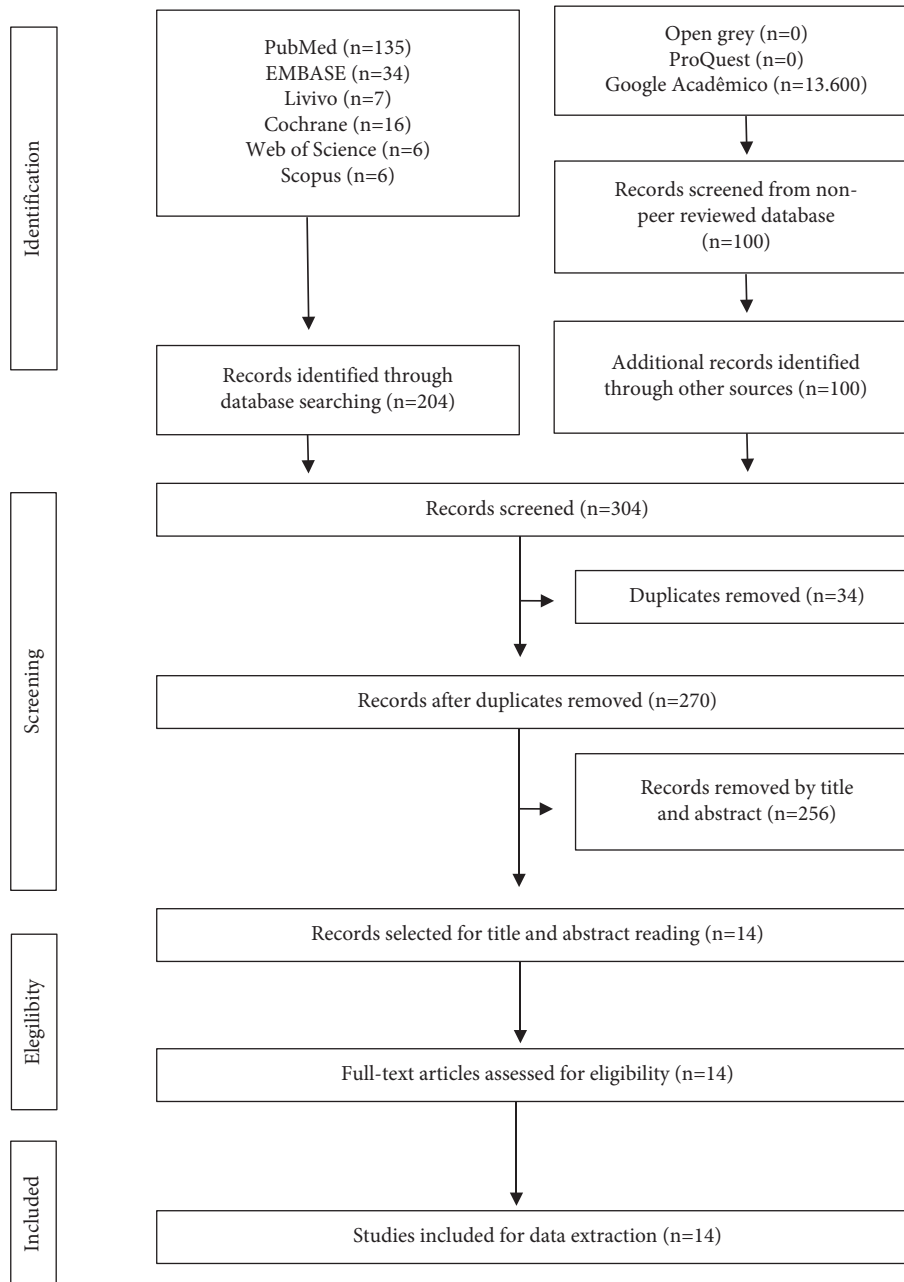 Identification
PubMed (n=135)
EMBASE (n=34)
Livivo (n=7)
Cochrane (n=16)
Web of Science (n=6)
Scopus (n=6)
Open grey (n=0)
ProQuest (n=0)
Google Acadêmico (n=13.600)
Records screened from non-
peer reviewed database
(n=100)
Records identified through
database searching (n=204)
Additional records identified
through other sources (n=100)
Screening
Records screened (n=304)
Duplicates removed (n=34)
Records after duplicates removed (n=270)
Records removed by title
and abstract (n=256)
Elegilibity
Records selected for title and abstract reading (n=14)
Full-text articles assessed for eligibility (n=14)
Included
Studies included for data extraction (n=14)